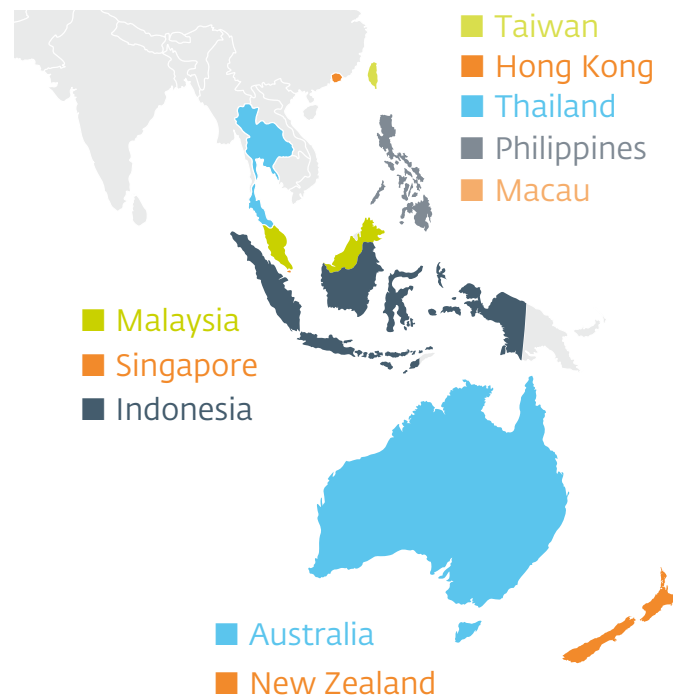 Taiwan
Hong Kong
Thailand
Philippines
Macau
Malaysia
Singapore
Indonesia
Australia
New Zealand